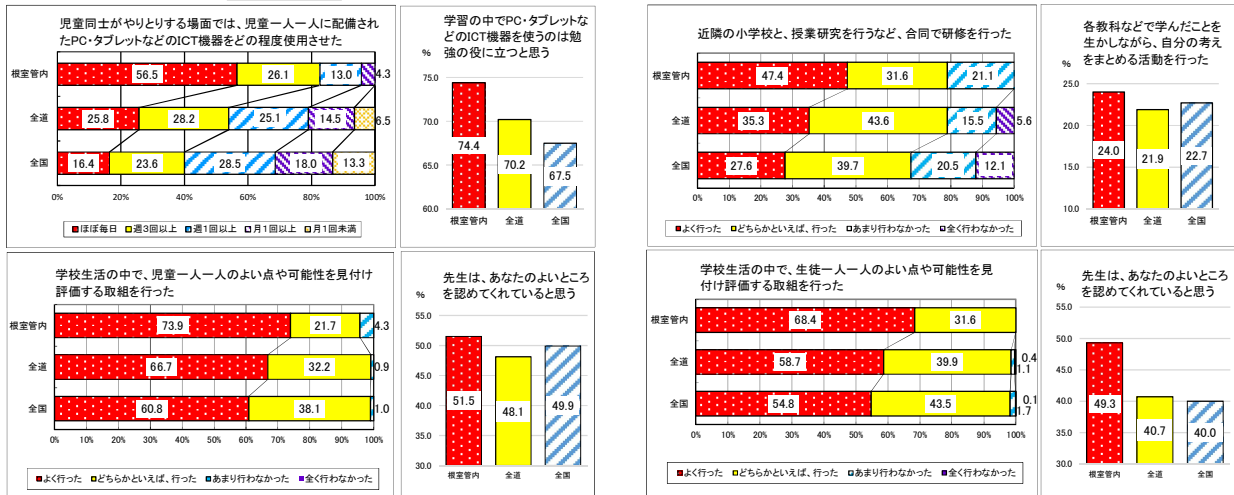 児童同士がやりとりする場面では、児童一人一人に配備され
たPC・タブレットなどのICT機器をどの程度使用させた
根室管内
56.5
26.1
13.0
4.3
全道
25.8
28.2
25.1
14.5
6.5
全国
16.4
23.6
28.5
18.0
13.3
0%
20%
40%
60%
80%
100%
ほぼ毎日
週3回以上
週1回以上
月1回以上
月1回未満
学習の中でPC・タブレットな
どのICT機器を使うのは勉
強の役に立つと思う
%
75.0
70.0
65.0
60.0
74.4
70.2
67.5
根室管内
全道
全国
近隣の小学校と、授業研究を行うなど、合同で研修を行った
根室管内
47.4
31.6
21.1
全道
35.3
43.6
15.5
5.6
全国
27.6
39.7
20.5
12.1
0%
20%
40%
60%
80%
100%
よく行った
どちらかといえば、行った
あまり行わなかった
全く行わなかった
各教科などで学んだことを
生かしながら、自分の考え
をまとめる活動を行った
%
25.0
20.0
15.0
10.0
24.0
21.9
22.7
根室管内
全道
全国
学校生活の中で、児童一人一人のよい点や可能性を見付け
評価する取組を行った
根室管内
73.9
21.7
4.3
全道
66.7
32.2
0.9
全国
60.8
38.1
1.0
0%
10%
20%
30%
40%
50%
60%
70%
80%
90%
100%
よく行った
どちらかといえば、行った
あまり行わなかった
全く行わなかった
先生は、あなたのよいところ
を認めてくれていると思う
%
55.0
50.0
45.0
40.0
35.0
30.0
51.5
48.1
49.9
根室管内
全道
全国
学校生活の中で、生徒一人一人のよい点や可能性を見
付け評価する取組を行った
根室管内
68.4
31.6
全道
58.7
39.9
0.4
1.1
全国
54.8
43.5
0.1
1.7
0%
10%
20%
30%
40%
50%
60%
70%
80%
90%
100%
よく行った
どちらかといえば、行った
あまり行わなかった
全く行わなかった
先生は、あなたのよいところ
を認めてくれていると思う
%
55.0
50.0
45.0
40.0
35.0
30.0
49.3
40.7
40.0
根室管内
全道
全国